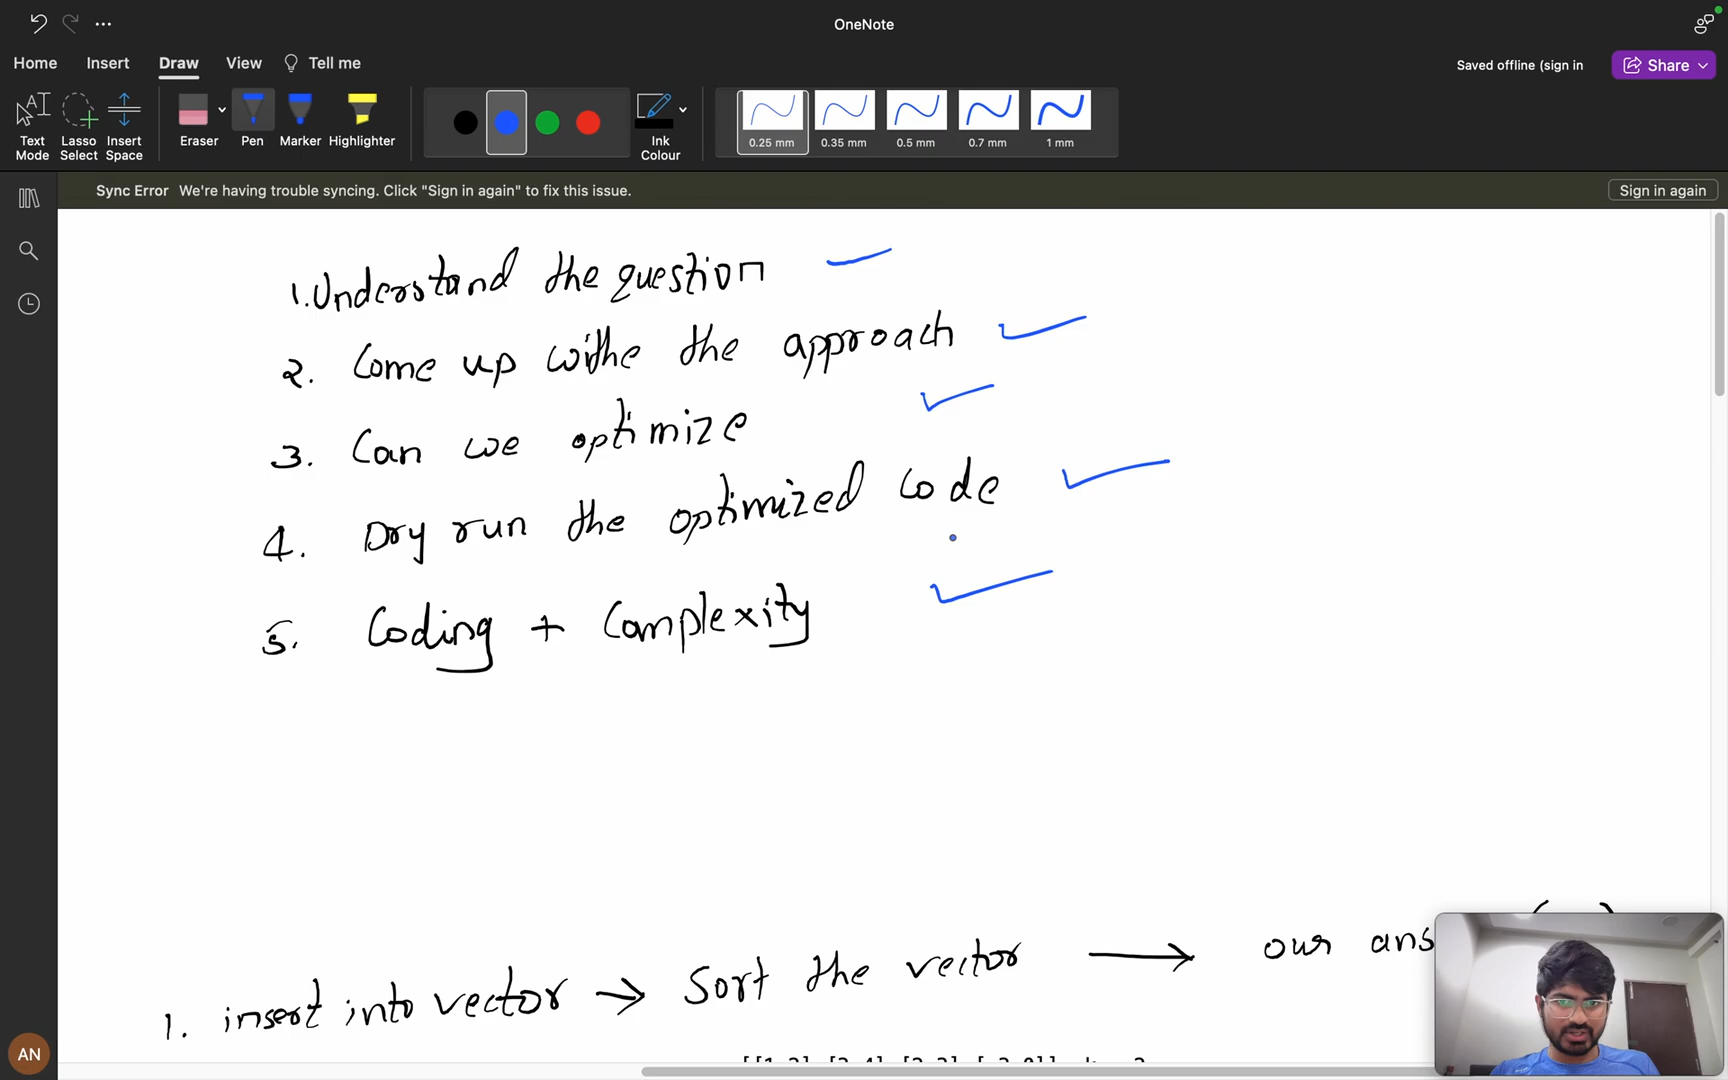 OneNote
Home Insert Draw View Tell me
Saved offline (sign in
Share
Text Mode
Lasso Select
Insert Space
Eraser
Pen
Marker
Highlighter
Ink Colour
0.25 mm
0.35 mm
0.5 mm
0.7 mm
1 mm
Sync Error We're having trouble syncing. Click "Sign in again" to fix this issue.
Sign in again
1. Understand the question
2. Come up withe the approach
3. Can we optimize
4. Dry run the optimized code
5. Coding + Complexity
1. insert into vector → Sort the vector → our ans
AN